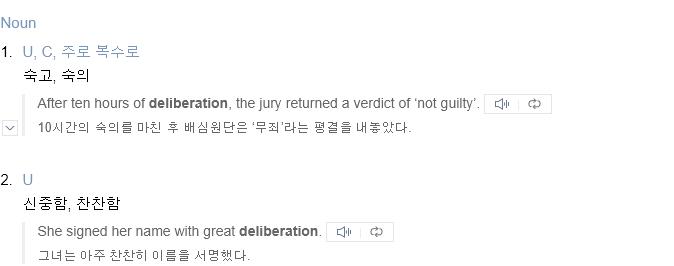 Noun
1. U, C, 주로 복수로
숙고, 숙의
After ten hours of deliberation, the jury returned a verdict of ‘not guilty’.
10시간의 숙의를 마친 후 배심원단은 ‘무죄’라는 평결을 내놓았다.
2. U
신중함, 찬찬함
She signed her name with great deliberation.
그녀는 아주 찬찬히 이름을 서명했다.